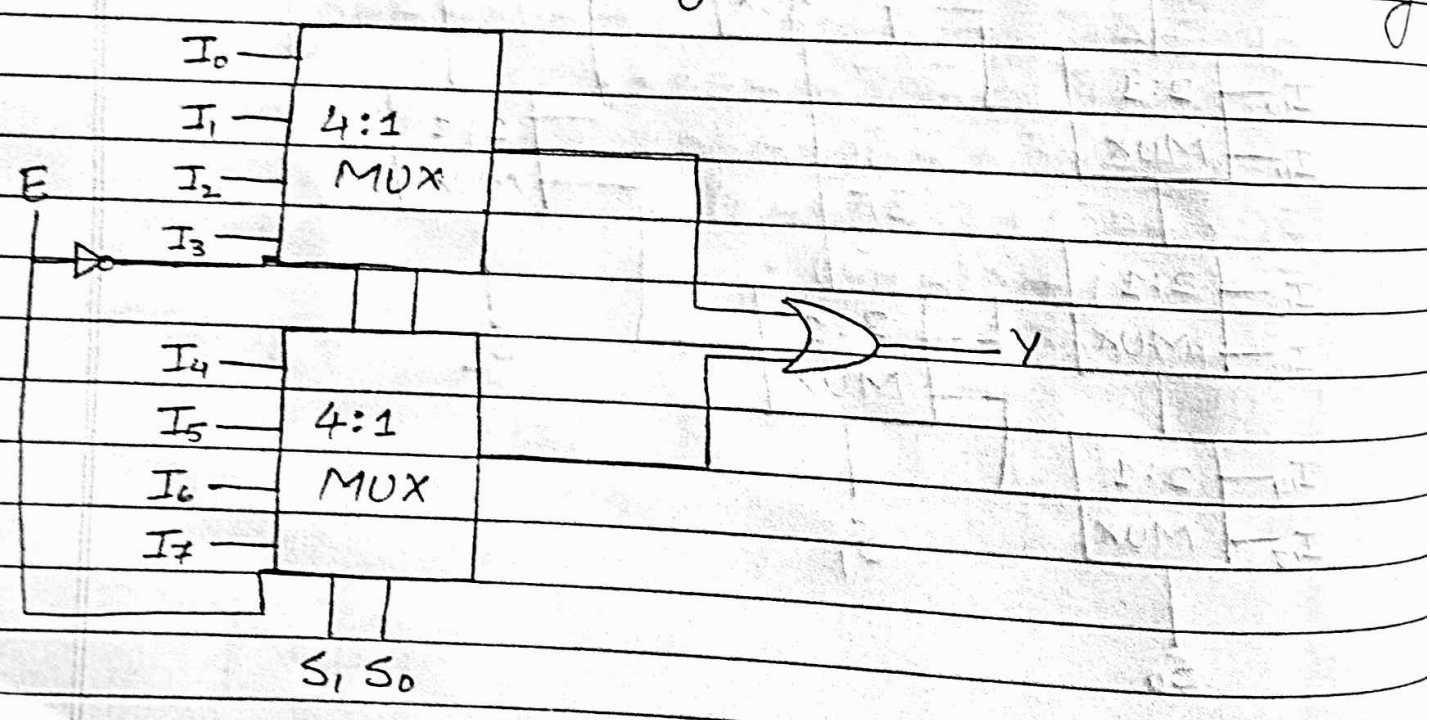 I₀
I₁ 4:1
I₂ MUX
E
I₃
I₄
I₅ 4:1
I₆ MUX
I₇
Y
S₁ S₀